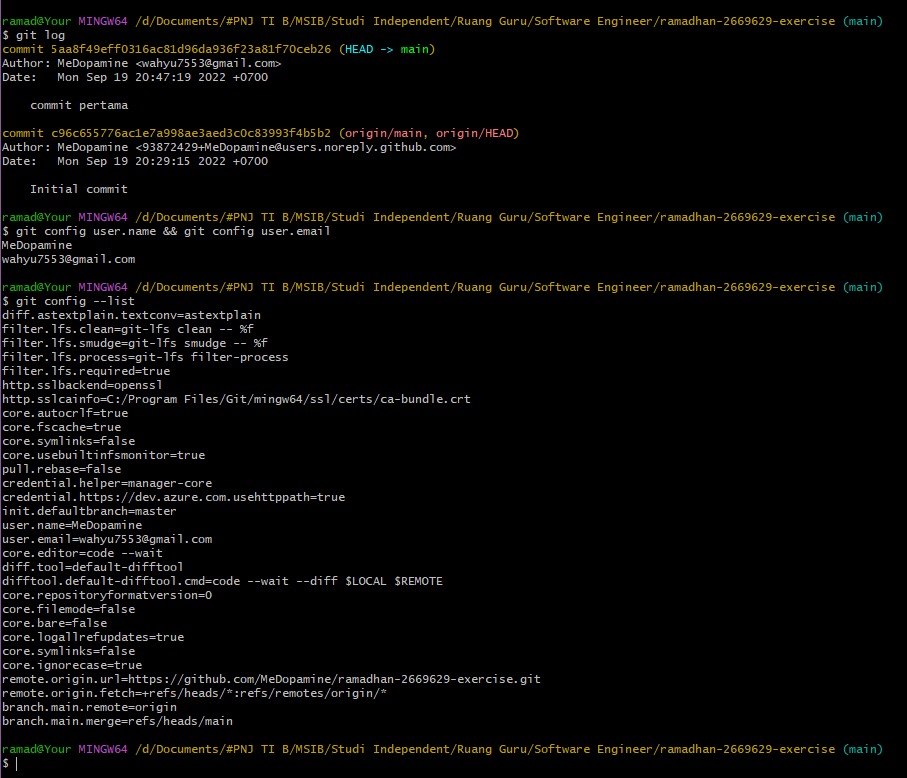 ramad@Your MINGW64 /d/Documents/#PNJ TI B/MSIB/Studi Independent/Ruang Guru/Software Engineer/ramadhan-2669629-exercise (main)
$ git log
commit 5aa8f49eff0316ac81d96da936f23a81f70ceb26 (HEAD -> main)
Author: MeDopamine <wahyu7553@gmail.com>
Date:   Mon Sep 19 20:47:19 2022 +0700
    commit pertama
commit c96c655776ac1e7a998ae3aed3c0c83993f4b5b2 (origin/main, origin/HEAD)
Author: MeDopamine <93872429+MeDopamine@users.noreply.github.com>
Date:   Mon Sep 19 20:29:15 2022 +0700
    Initial commit
ramad@Your MINGW64 /d/Documents/#PNJ TI B/MSIB/Studi Independent/Ruang Guru/Software Engineer/ramadhan-2669629-exercise (main)
$ git config user.name && git config user.email
MeDopamine
wahyu7553@gmail.com
ramad@Your MINGW64 /d/Documents/#PNJ TI B/MSIB/Studi Independent/Ruang Guru/Software Engineer/ramadhan-2669629-exercise (main)
$ git config --list
diff.astextplain.textconv=astextplain
filter.lfs.clean=git-lfs clean -- %f
filter.lfs.smudge=git-lfs smudge -- %f
filter.lfs.process=git-lfs filter-process
filter.lfs.required=true
http.sslbackend=openssl
http.sslcainfo=C:/Program Files/Git/mingw64/ssl/certs/ca-bundle.crt
core.autocrlf=true
core.fscache=true
core.symlinks=false
core.usebuiltinfsmonitor=true
pull.rebase=false
credential.helper=manager-core
credential.https://dev.azure.com.usehttppath=true
init.defaultbranch=master
user.name=MeDopamine
user.email=wahyu7553@gmail.com
core.editor=code --wait
diff.tool=default-difftool
difftool.default-difftool.cmd=code --wait --diff $LOCAL $REMOTE
core.repositoryformatversion=0
core.filemode=false
core.bare=false
core.logallrefupdates=true
core.symlinks=false
core.ignorecase=true
remote.origin.url=https://github.com/MeDopamine/ramadhan-2669629-exercise.git
remote.origin.fetch=+refs/heads/*:refs/remotes/origin/*
branch.main.remote=origin
branch.main.merge=refs/heads/main
ramad@Your MINGW64 /d/Documents/#PNJ TI B/MSIB/Studi Independent/Ruang Guru/Software Engineer/ramadhan-2669629-exercise (main)
$